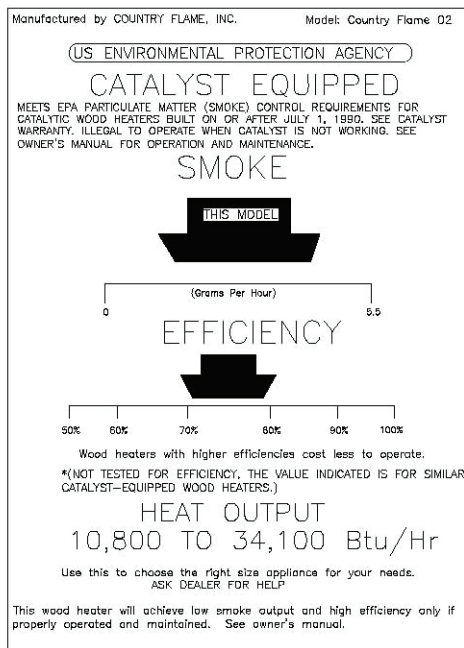 Manufactured by COUNTRY FLAME, INC. Model: Country Flame O2
US ENVIRONMENTAL PROTECTION AGENCY
CATALYST EQUIPPED
MEETS EPA PARTICULATE MATTER (SMOKE) CONTROL REQUIREMENTS FOR
CATALYTIC WOOD HEATERS BUILT ON OR AFTER JULY 1, 1990. SEE CATALYST
WARRANTY. ILLEGAL TO OPERATE WHEN CATALYST IS NOT WORKING. SEE
OWNER'S MANUAL FOR OPERATION AND MAINTENANCE.
SMOKE
THIS MODEL
(Grams Per Hour)
0 5.5
EFFICIENCY
50% 60% 70% 80% 90% 100%
Wood heaters with higher efficiencies cost less to operate.
*(NOT TESTED FOR EFFICIENCY, THE VALUE INDICATED IS FOR SIMILAR
CATALYST-EQUIPPED WOOD HEATERS.)
HEAT OUTPUT
10,800 TO 34,100 Btu/Hr
Use this to choose the right size appliance for your needs.
ASK DEALER FOR HELP
This wood heater will achieve low smoke output and high efficiency only if
properly operated and maintained. See owner's manual.